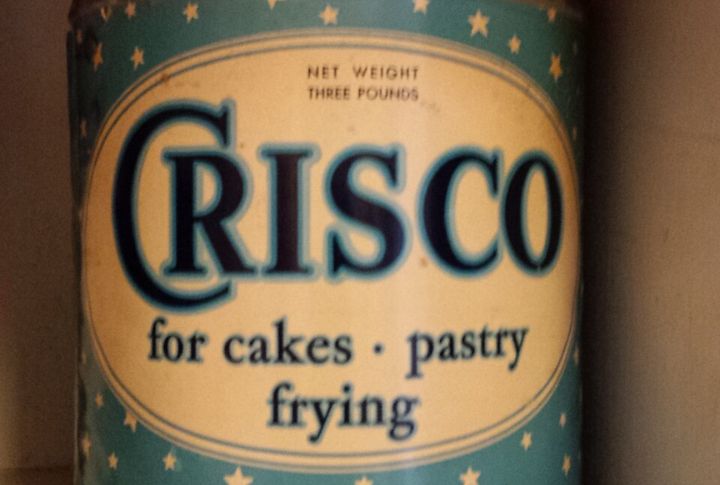 NET WEIGHT
THREE POUNDS
CRISCO
for cakes · pastry
frying